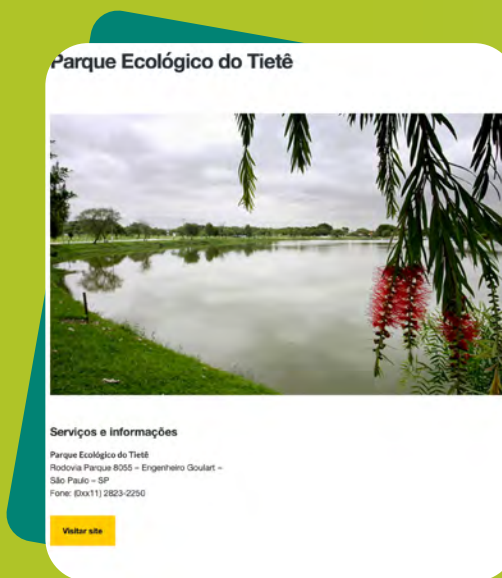 Parque Ecológico do Tietê
Serviços e informações
Parque Ecológico do Tietê
Rodovia Parque 8055 – Engenheiro Goulart –
São Paulo – SP
Fone: (0xx11) 2823-2250
Visitar site